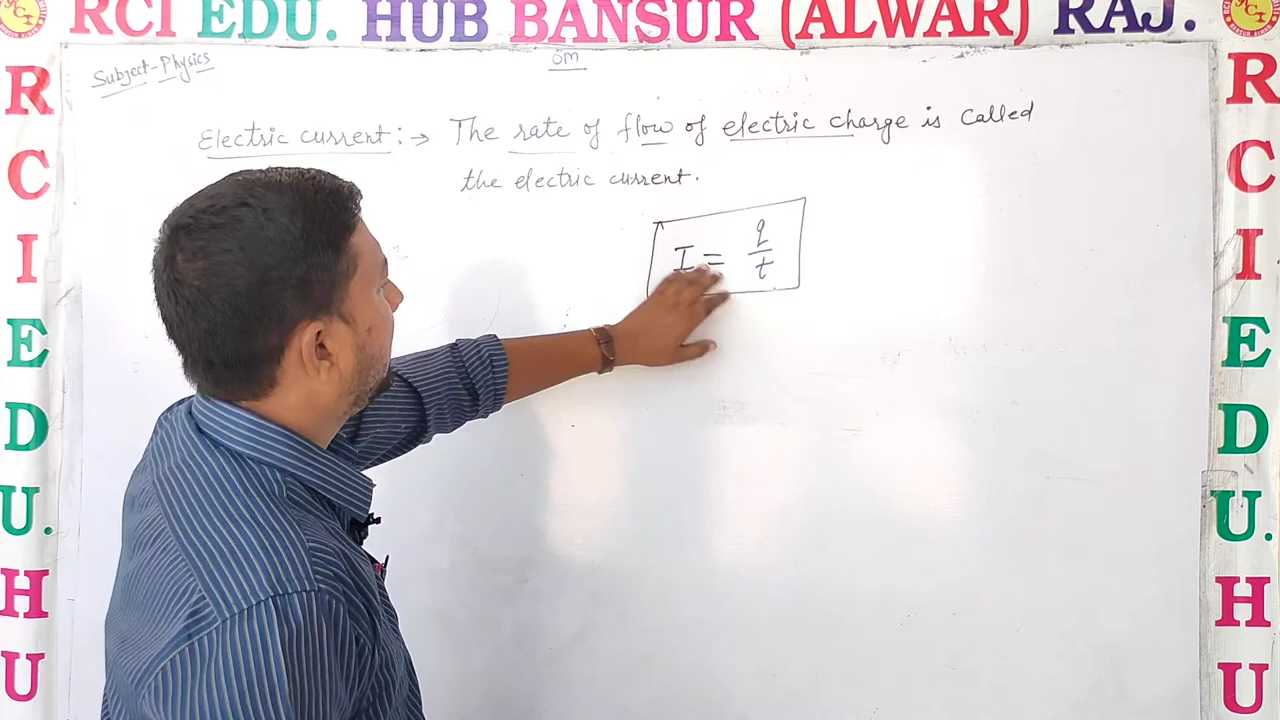 RCI EDU. HUB BANSUR (ALWAR) RAJ.
Subject-Physics
om
Electric current :→ The rate of flow of electric charge is called
the electric current.
I = q/t
R
C
I
E
D
U.
H
U
R
C
I
E
D
U.
H
U